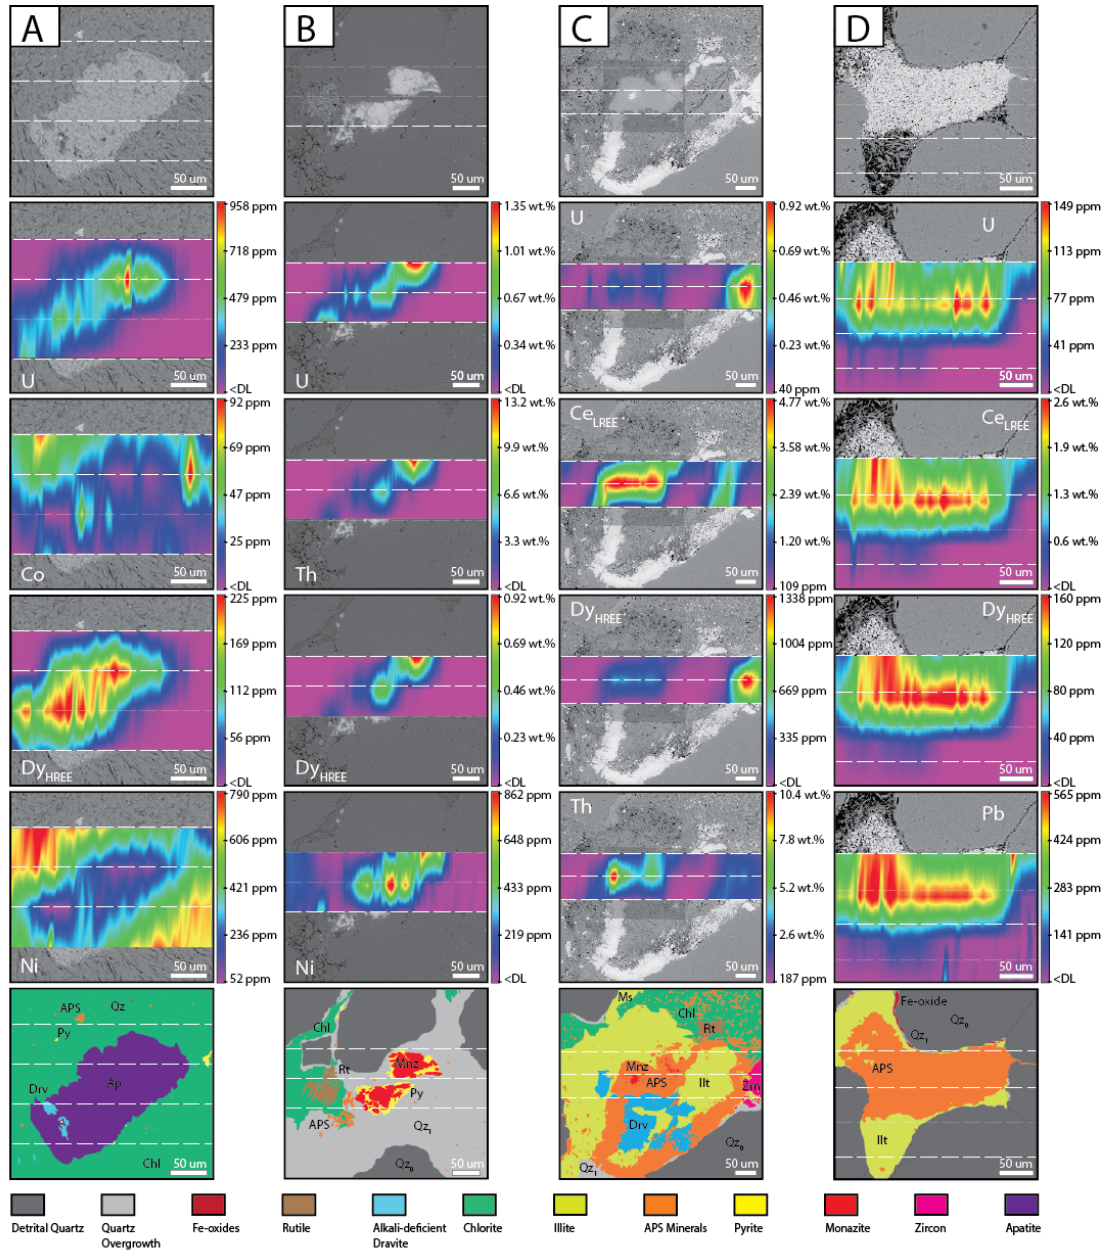 A
B
C
D
50 um
50 um
50 um
50 um
958 ppm
718 ppm
479 ppm
233 ppm
<DL
U
50 um
1.35 wt.%
1.01 wt.%
0.67 wt.%
0.34 wt.%
<DL
U
50 um
0.92 wt.%
0.69 wt.%
0.46 wt.%
0.23 wt.%
40 ppm
U
50 um
149 ppm
113 ppm
77 ppm
41 ppm
<DL
U
50 um
92 ppm
69 ppm
47 ppm
25 ppm
<DL
Co
50 um
13.2 wt.%
9.9 wt.%
6.6 wt.%
3.3 wt.%
<DL
Th
50 um
4.77 wt.%
3.58 wt.%
2.39 wt.%
1.20 wt.%
109 ppm
CeLREE
50 um
2.6 wt.%
1.9 wt.%
1.3 wt.%
0.6 wt.%
<DL
CeLREE
50 um
225 ppm
169 ppm
112 ppm
56 ppm
<DL
DyHREE
50 um
0.92 wt.%
0.69 wt.%
0.46 wt.%
0.23 wt.%
<DL
DyHREE
50 um
1338 ppm
1004 ppm
669 ppm
335 ppm
<DL
DyHREE
50 um
160 ppm
120 ppm
80 ppm
40 ppm
<DL
DyHREE
50 um
790 ppm
606 ppm
421 ppm
236 ppm
52 ppm
Ni
50 um
862 ppm
648 ppm
433 ppm
219 ppm
<DL
Ni
50 um
10.4 wt.%
7.8 wt.%
5.2 wt.%
2.6 wt.%
187 ppm
Th
50 um
565 ppm
424 ppm
283 ppm
141 ppm
<DL
Pb
50 um
APS
Qz
Py
Ap
Drv
Chl
50 um
Chl
Rt
Mnz
Py
APS
Qz1
Qz0
50 um
Ms
Chl
Rt
Mnz
APS
Illt
Zrn
Drv
Qz0
Qz1
50 um
Fe-oxide
Qz0
Qz1
APS
Illt
50 um
Detrital Quartz
Quartz
Overgrowth
Fe-oxides
Rutile
Alkali-deficient
Dravite
Chlorite
Illite
APS Minerals
Pyrite
Monazite
Zircon
Apatite